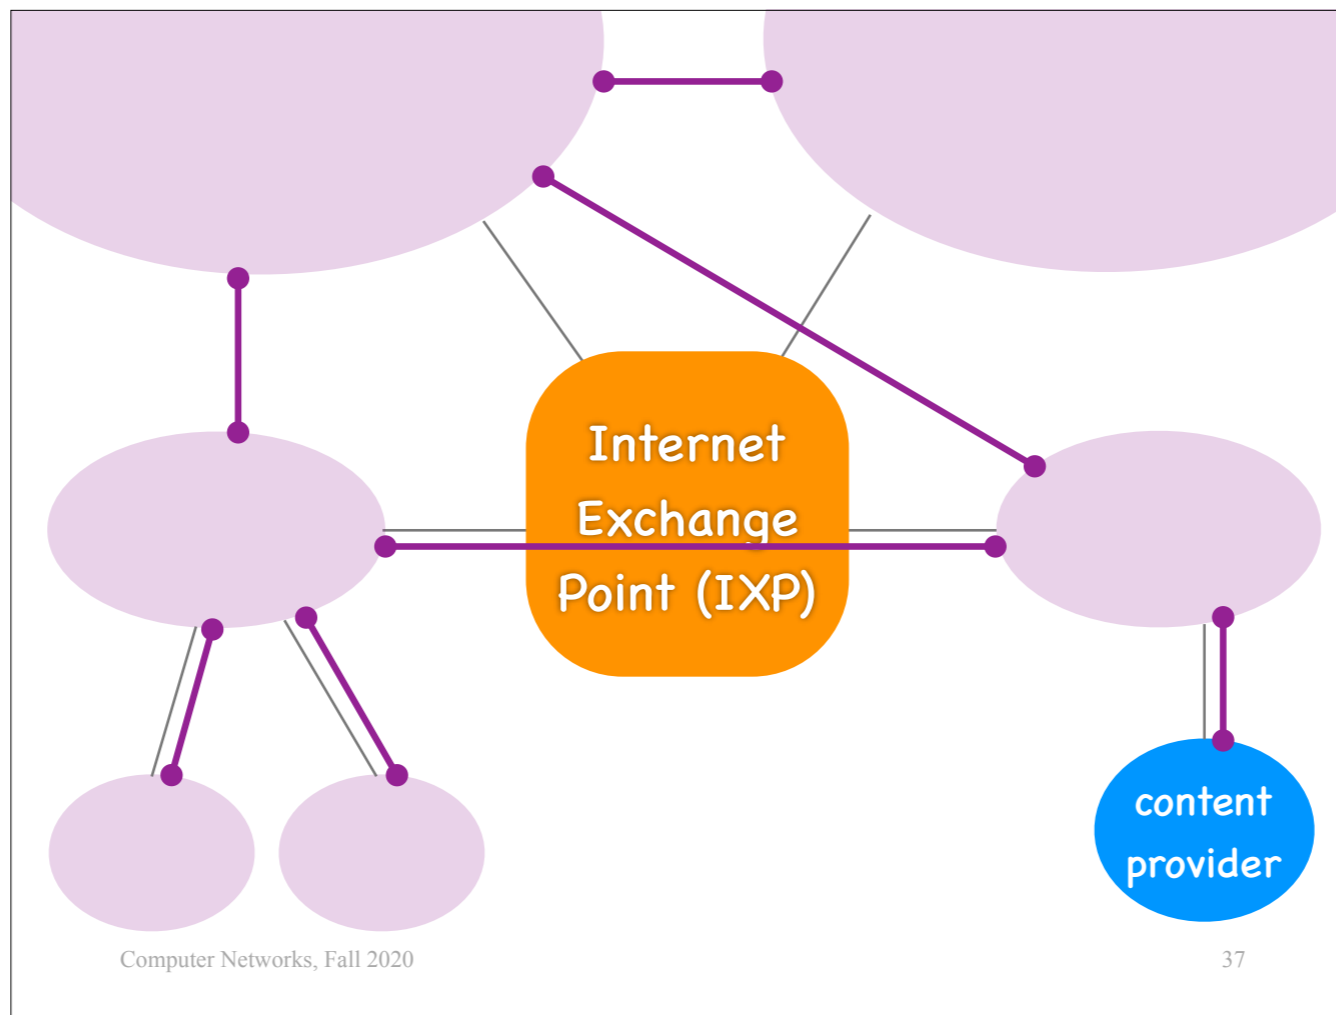 Internet
Exchange
Point (IXP)
content
provider
Computer Networks, Fall 2020
37